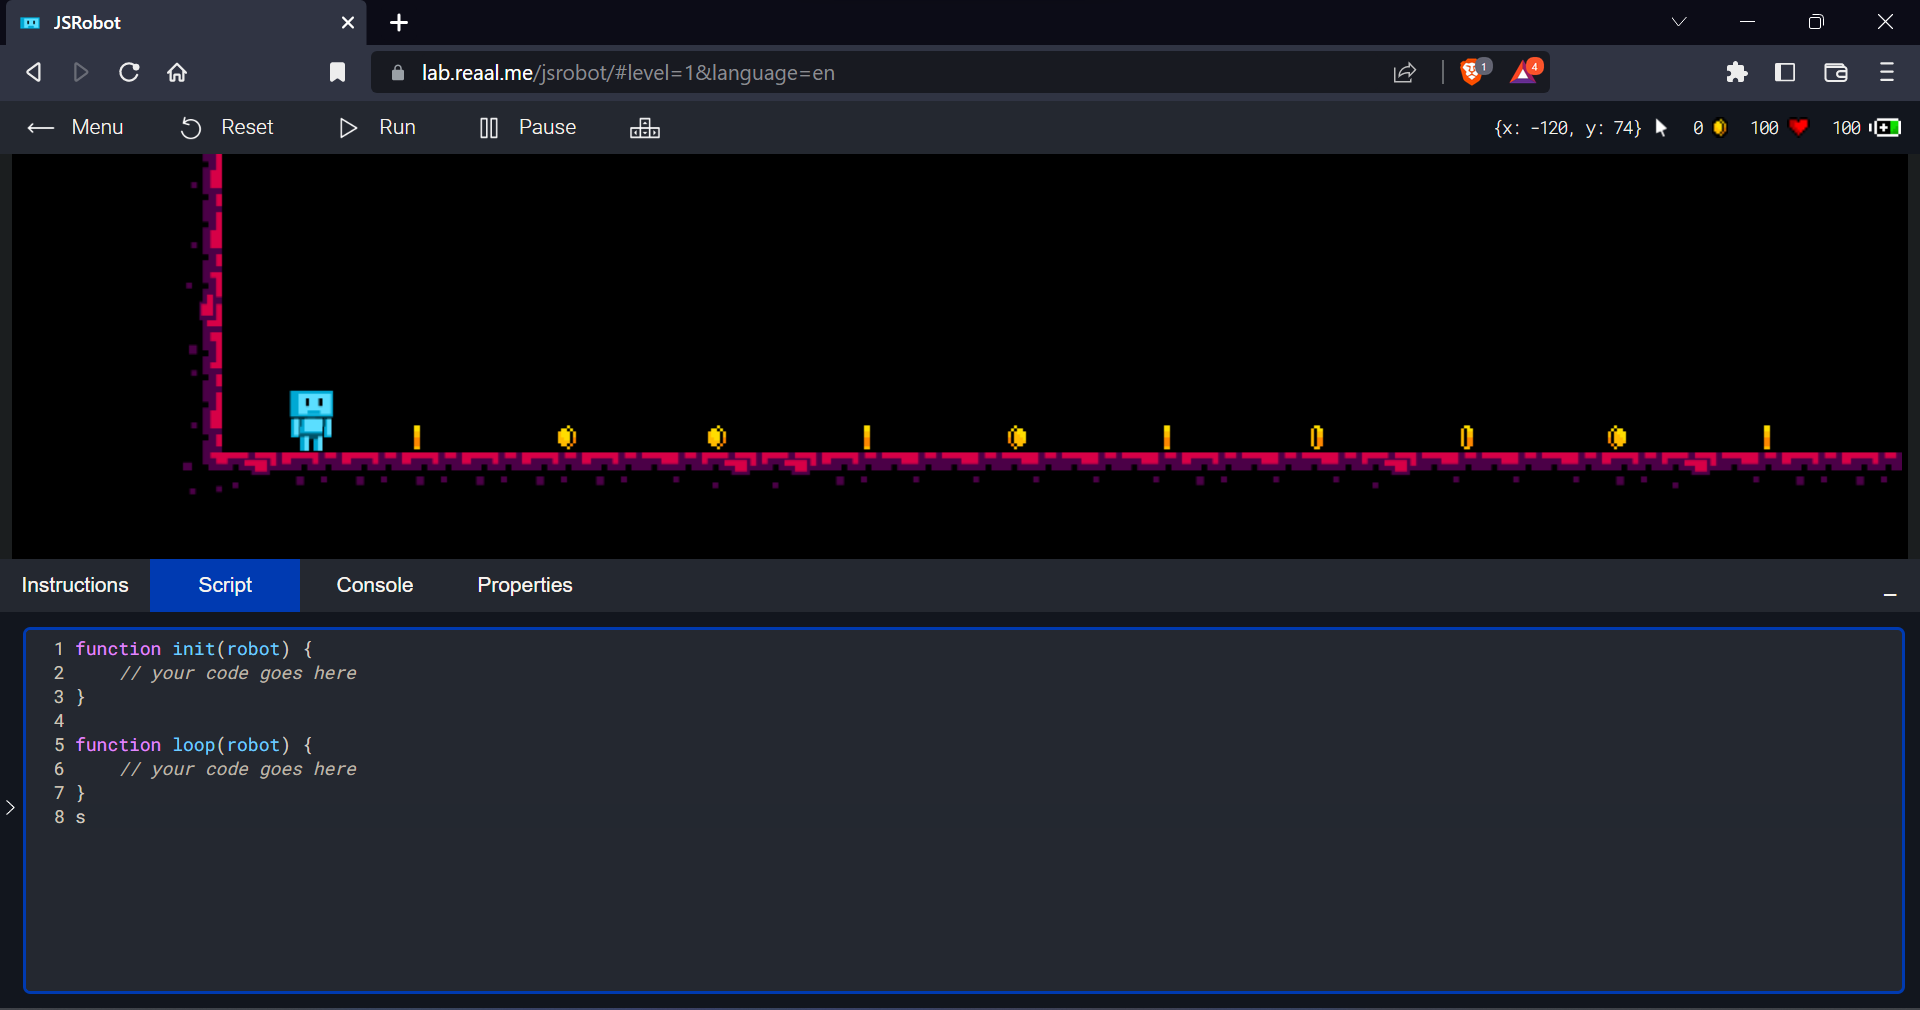 JSRobot
lab.reaal.me/jsrobot/#level=1&language=en
1
4
Menu
Reset
Run
Pause
{x: -120, y: 74}
0
100
100
Instructions
Script
Console
Properties
1 function init(robot) {
2     // your code goes here
3 }
4
5 function loop(robot) {
6     // your code goes here
7 }
8 s